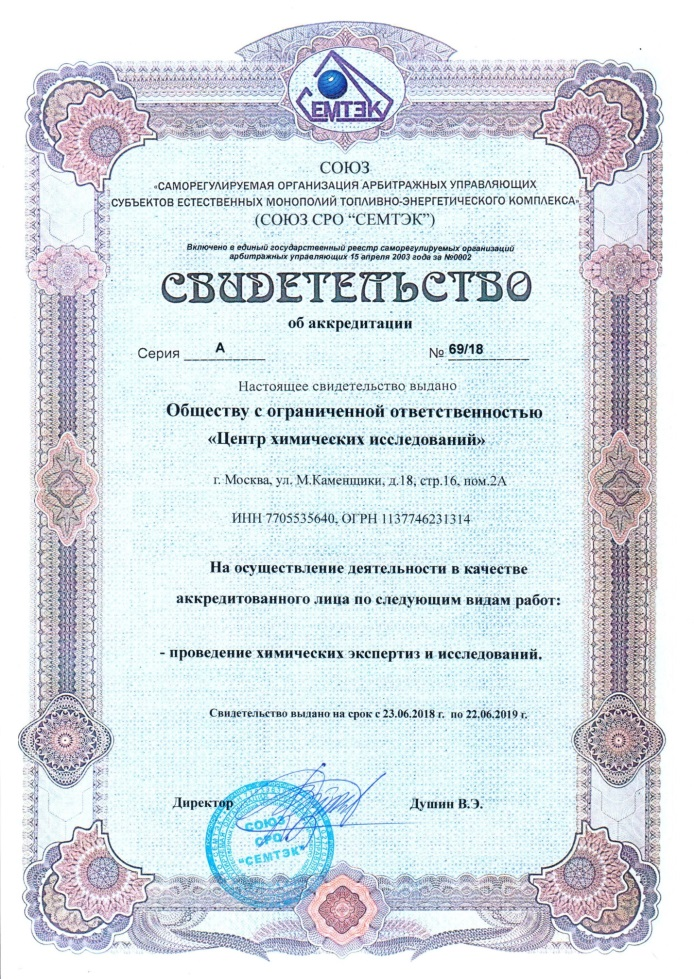 СЕМТЭК
СОЮЗ
«САМОРЕГУЛИРУЕМАЯ ОРГАНИЗАЦИЯ АРБИТРАЖНЫХ УПРАВЛЯЮЩИХ
СУБЪЕКТОВ ЕСТЕСТВЕННЫХ МОНОПОЛИЙ ТОПЛИВНО-ЭНЕРГЕТИЧЕСКОГО КОМПЛЕКСА»
(СОЮЗ СРО “СЕМТЭК”)
Включено в единый государственный реестр саморегулируемых организаций
арбитражных управляющих 15 апреля 2003 года за №0002
СВИДЕТЕЛЬСТВО
об аккредитации
Серия А № 69/18
Настоящее свидетельство выдано
Обществу с ограниченной ответственностью
«Центр химических исследований»
г. Москва, ул. М.Каменщики, д.18, стр.16, пом.2А
ИНН 7705535640, ОГРН 1137746231314
На осуществление деятельности в качестве
аккредитованного лица по следующим видам работ:
- проведение химических экспертиз и исследований.
Свидетельство выдано на срок с 23.06.2018 г. по 22.06.2019 г.
Директор Душин В.Э.
СОЮЗ
СРО
"СЕМТЭК"